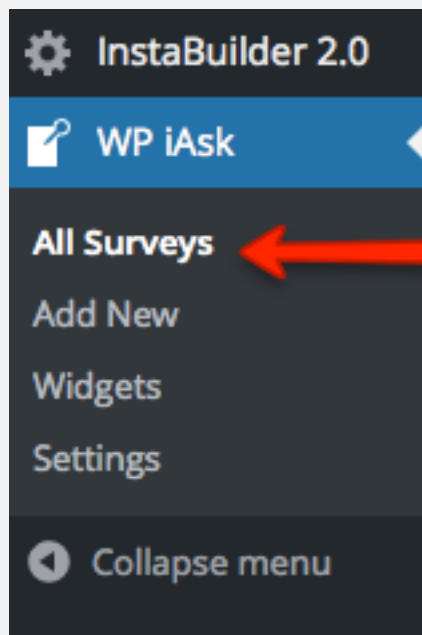 InstaBuilder 2.0
WP iAsk
All Surveys
Add New
Widgets
Settings
Collapse menu